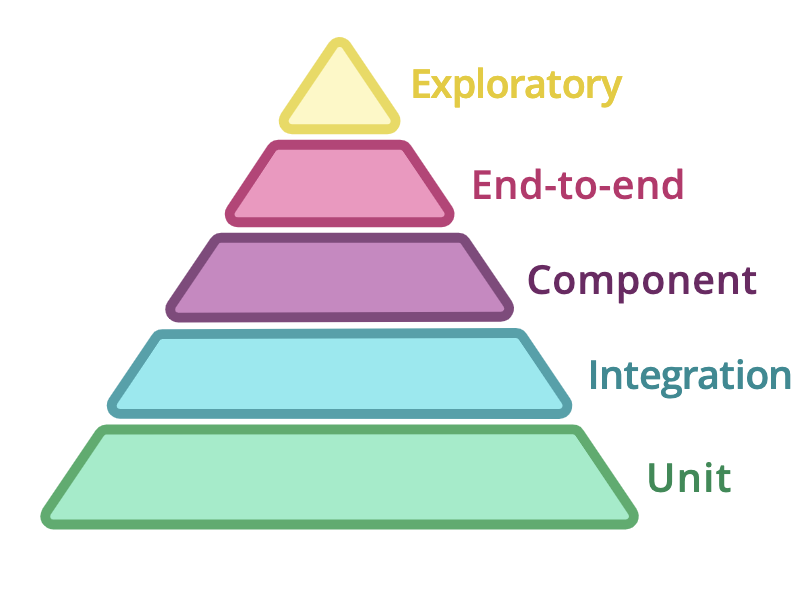 Exploratory
End-to-end
Component
Integration
Unit